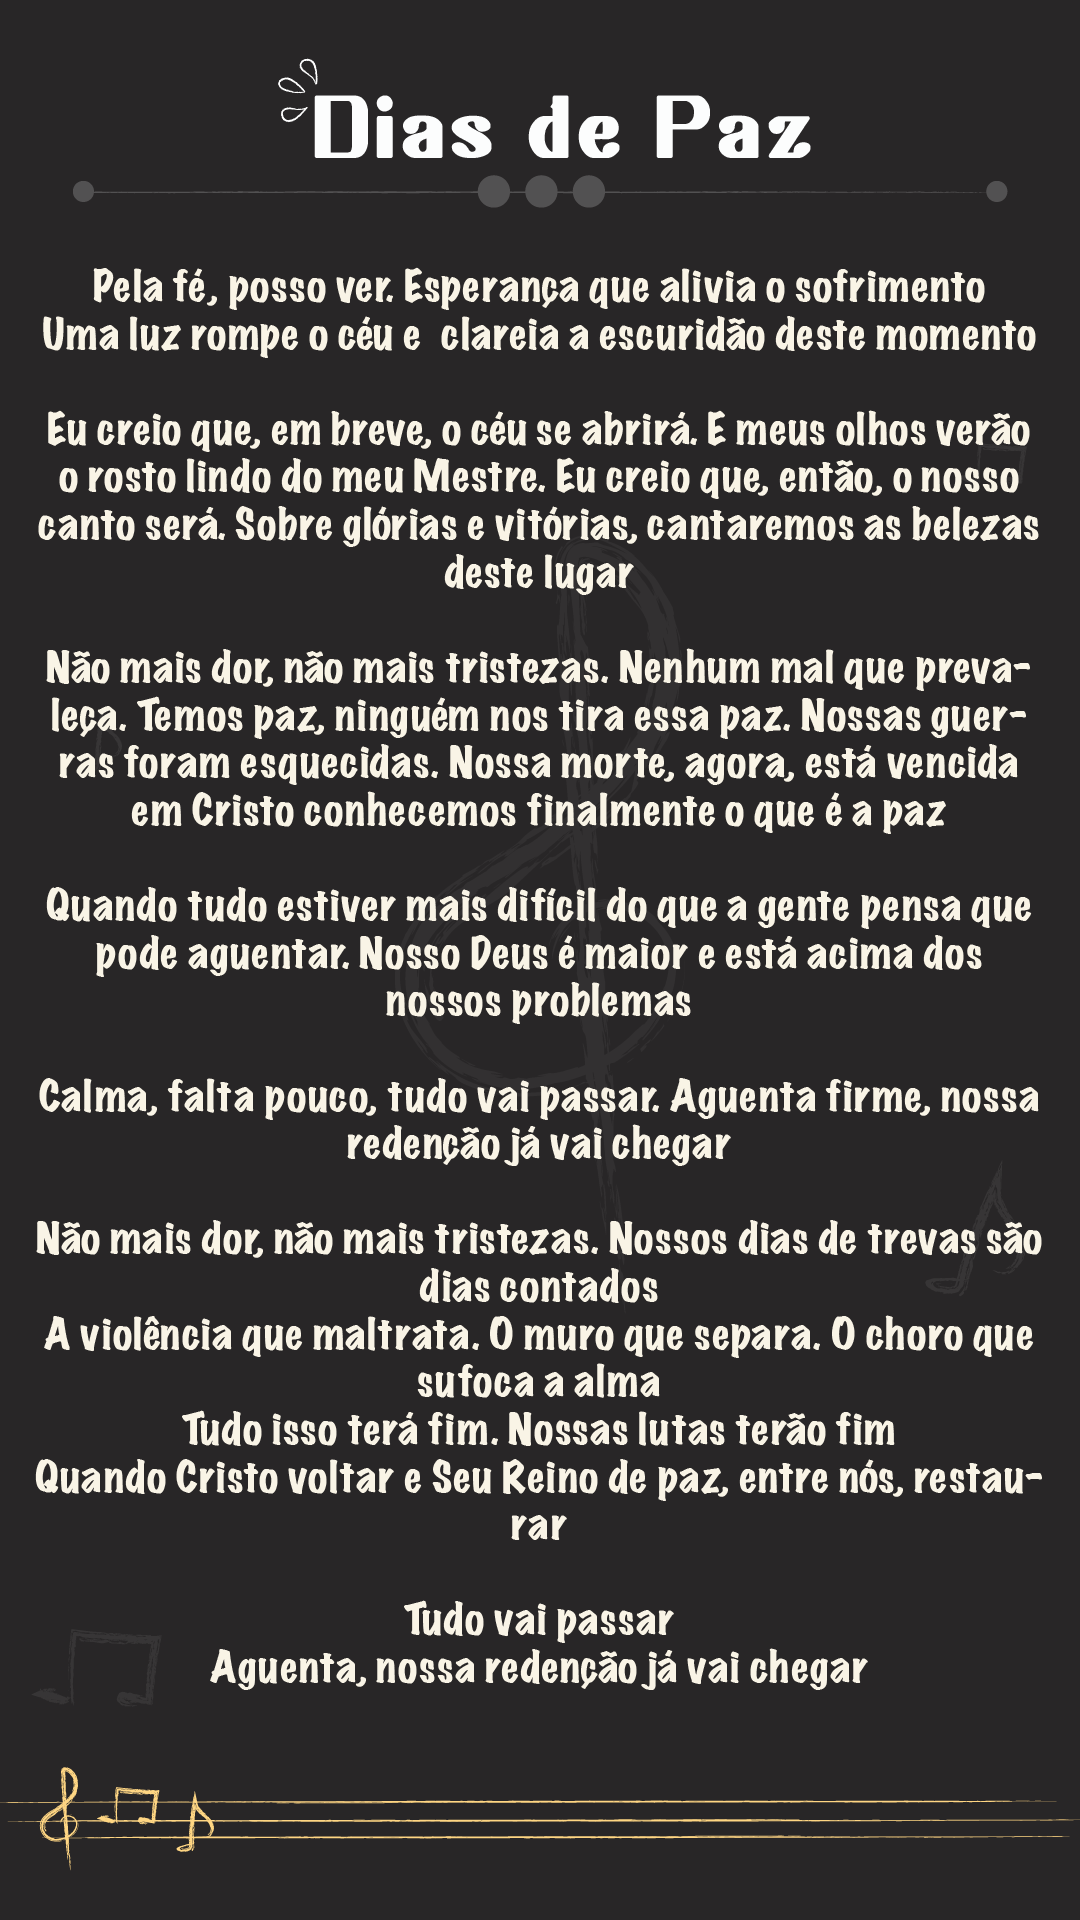 Dias de Paz
Pela fé, posso ver. Esperança que alivia o sofrimento
Uma luz rompe o céu e  clareia a escuridão deste momento
Eu creio que, em breve, o céu se abrirá. E meus olhos verão
o rosto lindo do meu Mestre. Eu creio que, então, o nosso
canto será. Sobre glórias e vitórias, cantaremos as belezas
deste lugar
Não mais dor, não mais tristezas. Nenhum mal que preva-
leça. Temos paz, ninguém nos tira essa paz. Nossas guer-
ras foram esquecidas. Nossa morte, agora, está vencida
em Cristo conhecemos finalmente o que é a paz
Quando tudo estiver mais difícil do que a gente pensa que
pode aguentar. Nosso Deus é maior e está acima dos
nossos problemas
Calma, falta pouco, tudo vai passar. Aguenta firme, nossa
redenção já vai chegar
Não mais dor, não mais tristezas. Nossos dias de trevas são
dias contados
A violência que maltrata. O muro que separa. O choro que
sufoca a alma
Tudo isso terá fim. Nossas lutas terão fim
Quando Cristo voltar e Seu Reino de paz, entre nós, restau-
rar
Tudo vai passar
Aguenta, nossa redenção já vai chegar